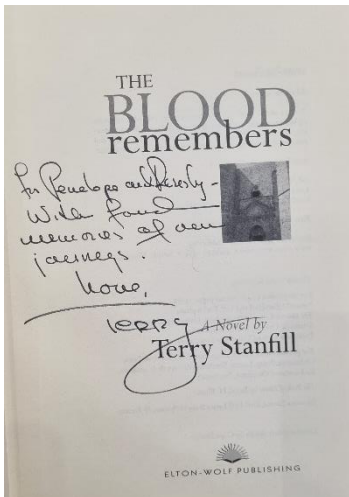 THE
BLOOD
remembers
For Penelope and Reresby -
With fond
memories of our
journeys.
Love,
Terry
A Novel by
Terry Stanfill
ELTON-WOLF PUBLISHING